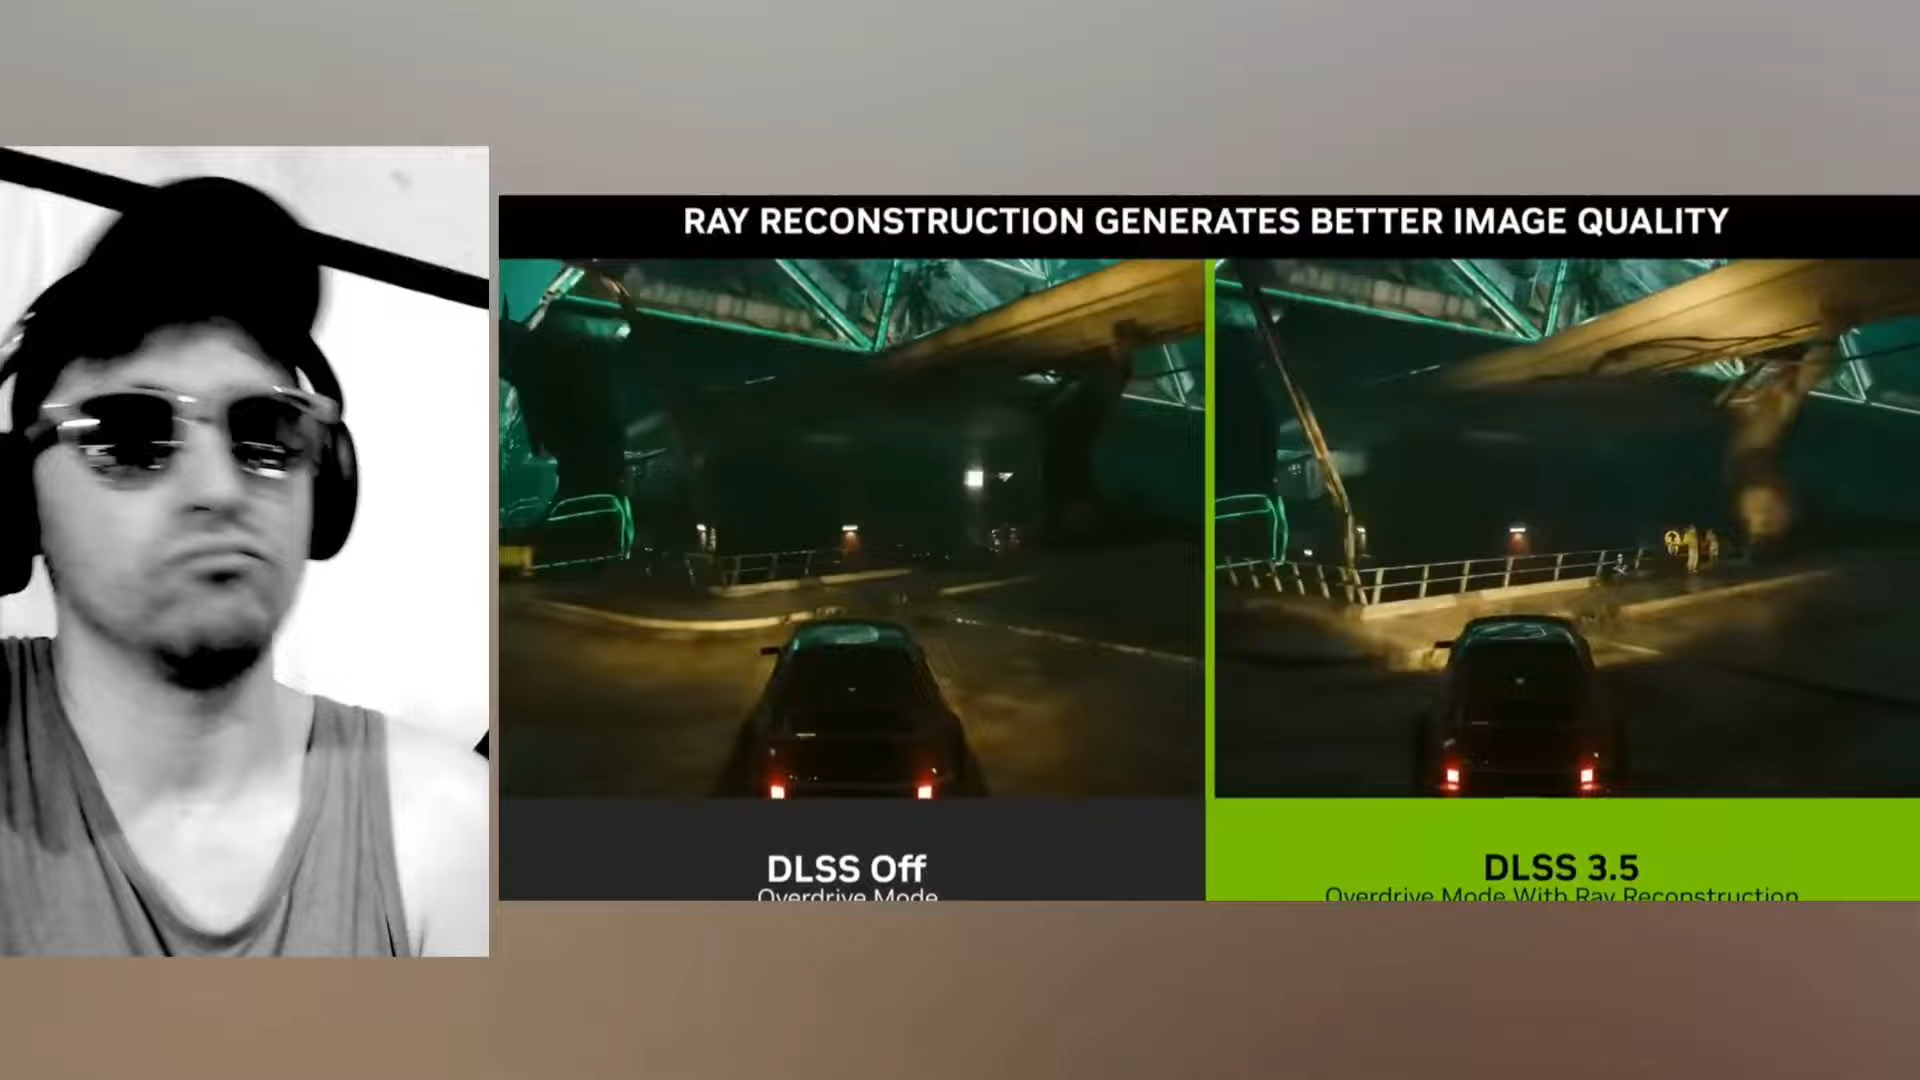 RAY RECONSTRUCTION GENERATES BETTER IMAGE QUALITY
DLSS Off
Overdrive Mode
DLSS 3.5
Overdrive Mode With Ray Reconstruction